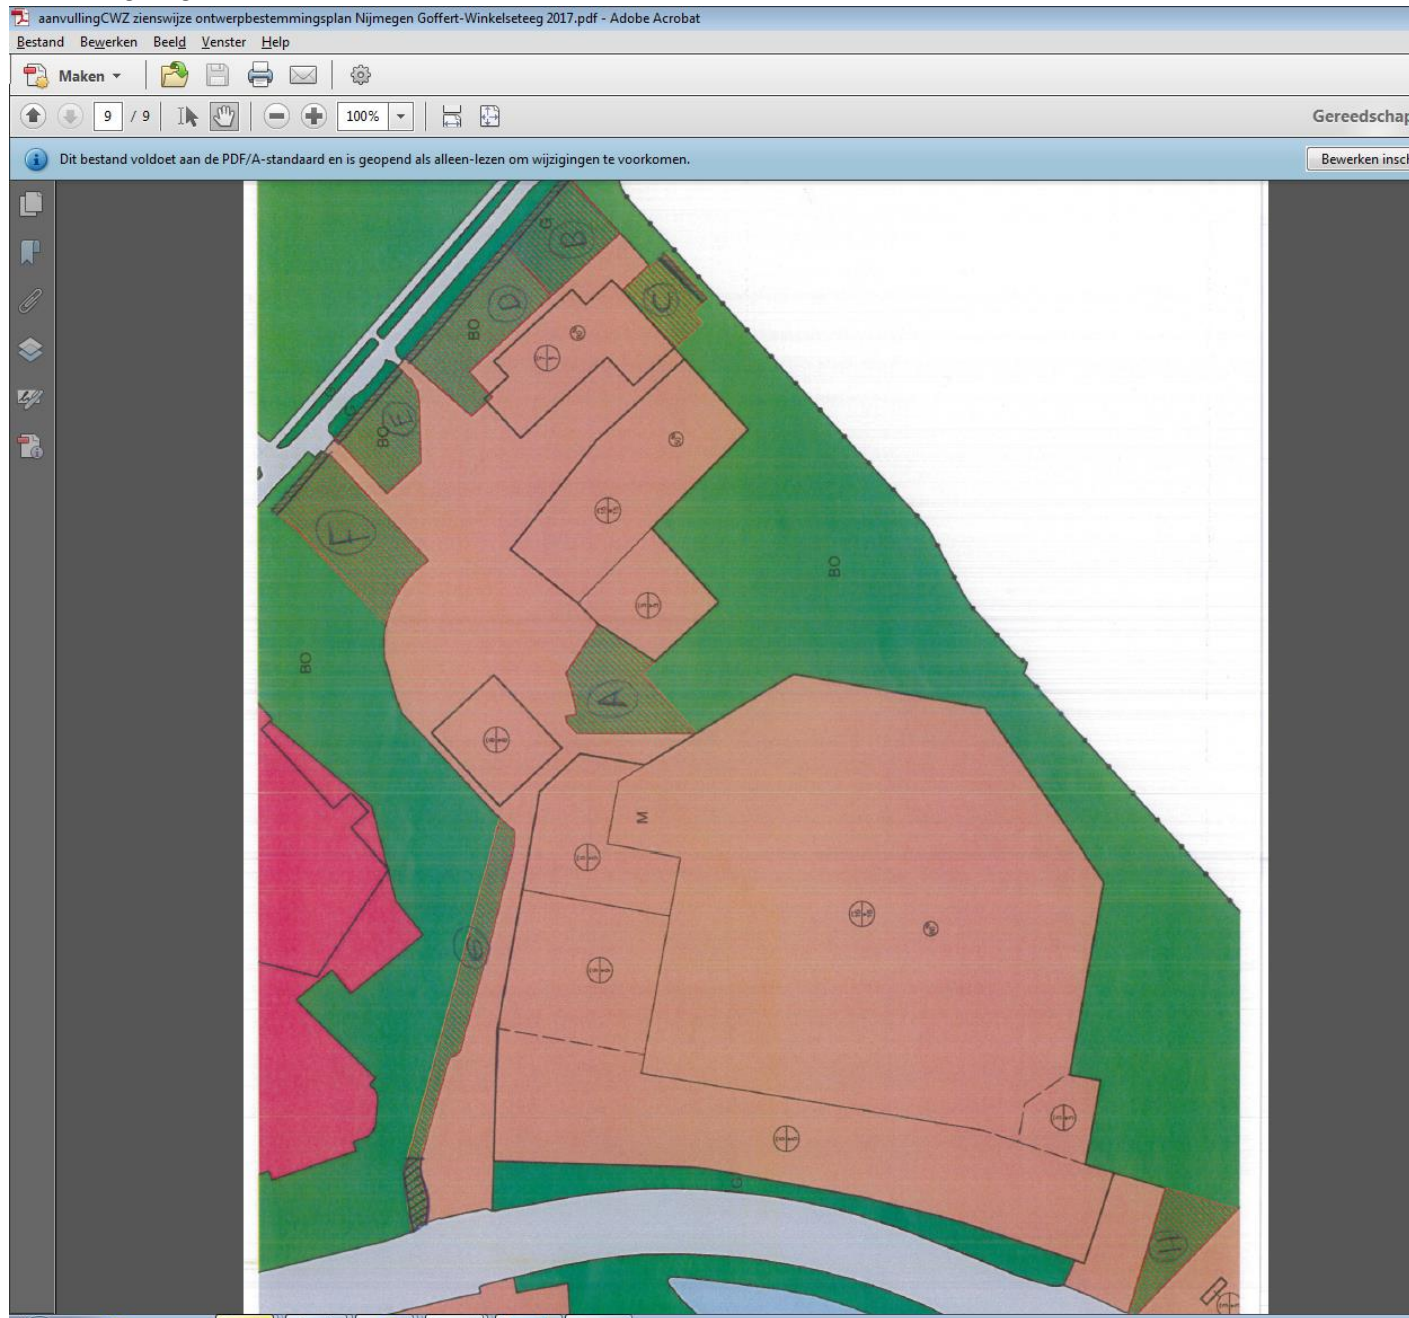 aanvullingCWZ zienswijze ontwerpbestemmingsplan Nijmegen Goffert-Winkelseteeg 2017.pdf - Adobe Acrobat
Bestand Bewerken Beeld Venster Help
Maken
9 / 9 100% Gereedschap
Dit bestand voldoet aan de PDF/A-standaard en is geopend als alleen-lezen om wijzigingen te voorkomen. Bewerken insch
G B
C
BO D
G
BO E
F
BO
BO
A
M
G
G
H